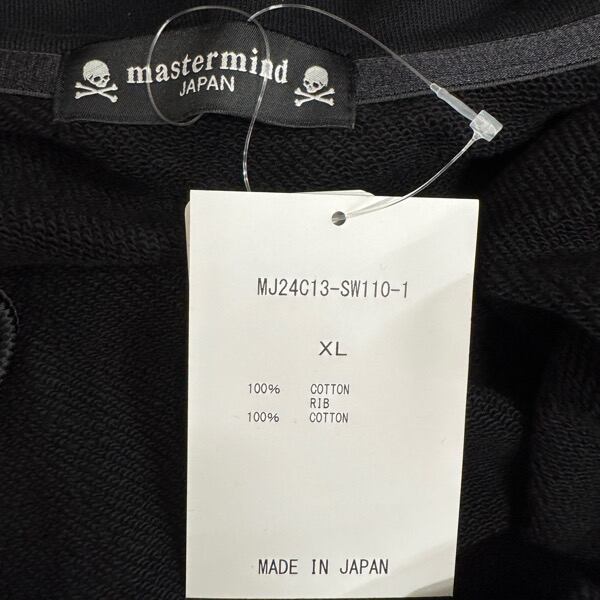 mastermind
JAPAN
MJ24C13-SW110-1
XL
100% COTTON
RIB
100% COTTON
MADE IN JAPAN